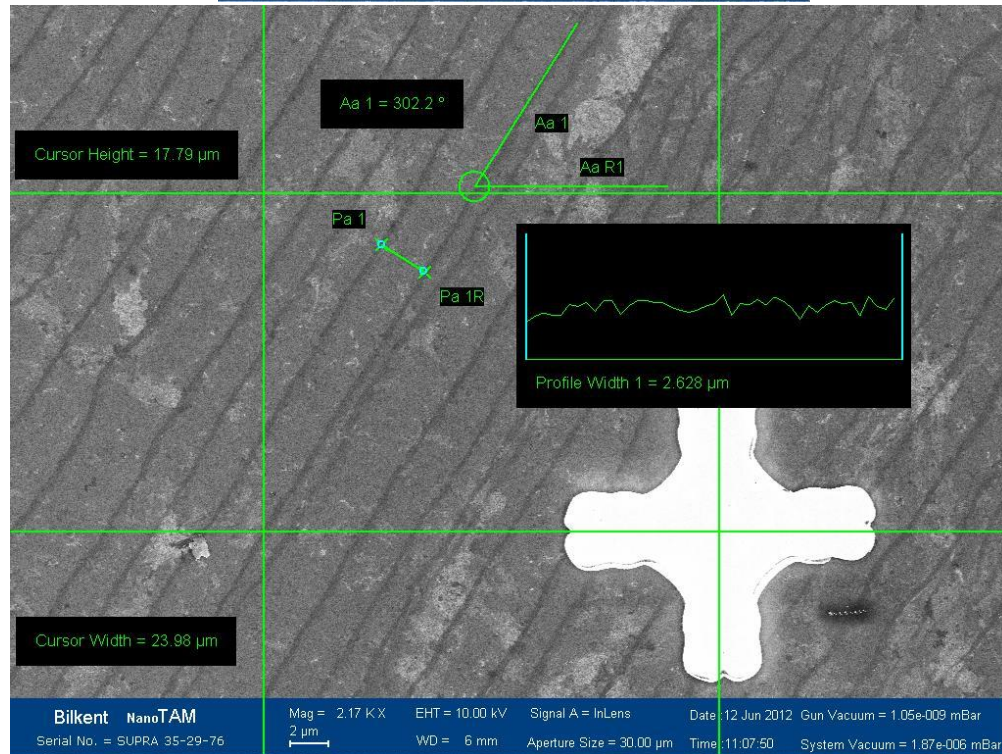 Aa 1 = 302.2 º
Aa 1
Cursor Height = 17.79 µm
Aa R1
Pa 1
Pa 1R
Profile Width 1 = 2.628 µm
Cursor Width = 23.98 µm
Bilkent NanoTAM
Serial No. = SUPRA 35-29-76
Mag = 2.17 K X
2 µm
EHT = 10.00 kV
WD = 6 mm
Signal A = InLens
Aperture Size = 30.00 µm
Date :12 Jun 2012
Time :11:07:50
Gun Vacuum = 1.05e-009 mBar
System Vacuum = 1.87e-006 mBar